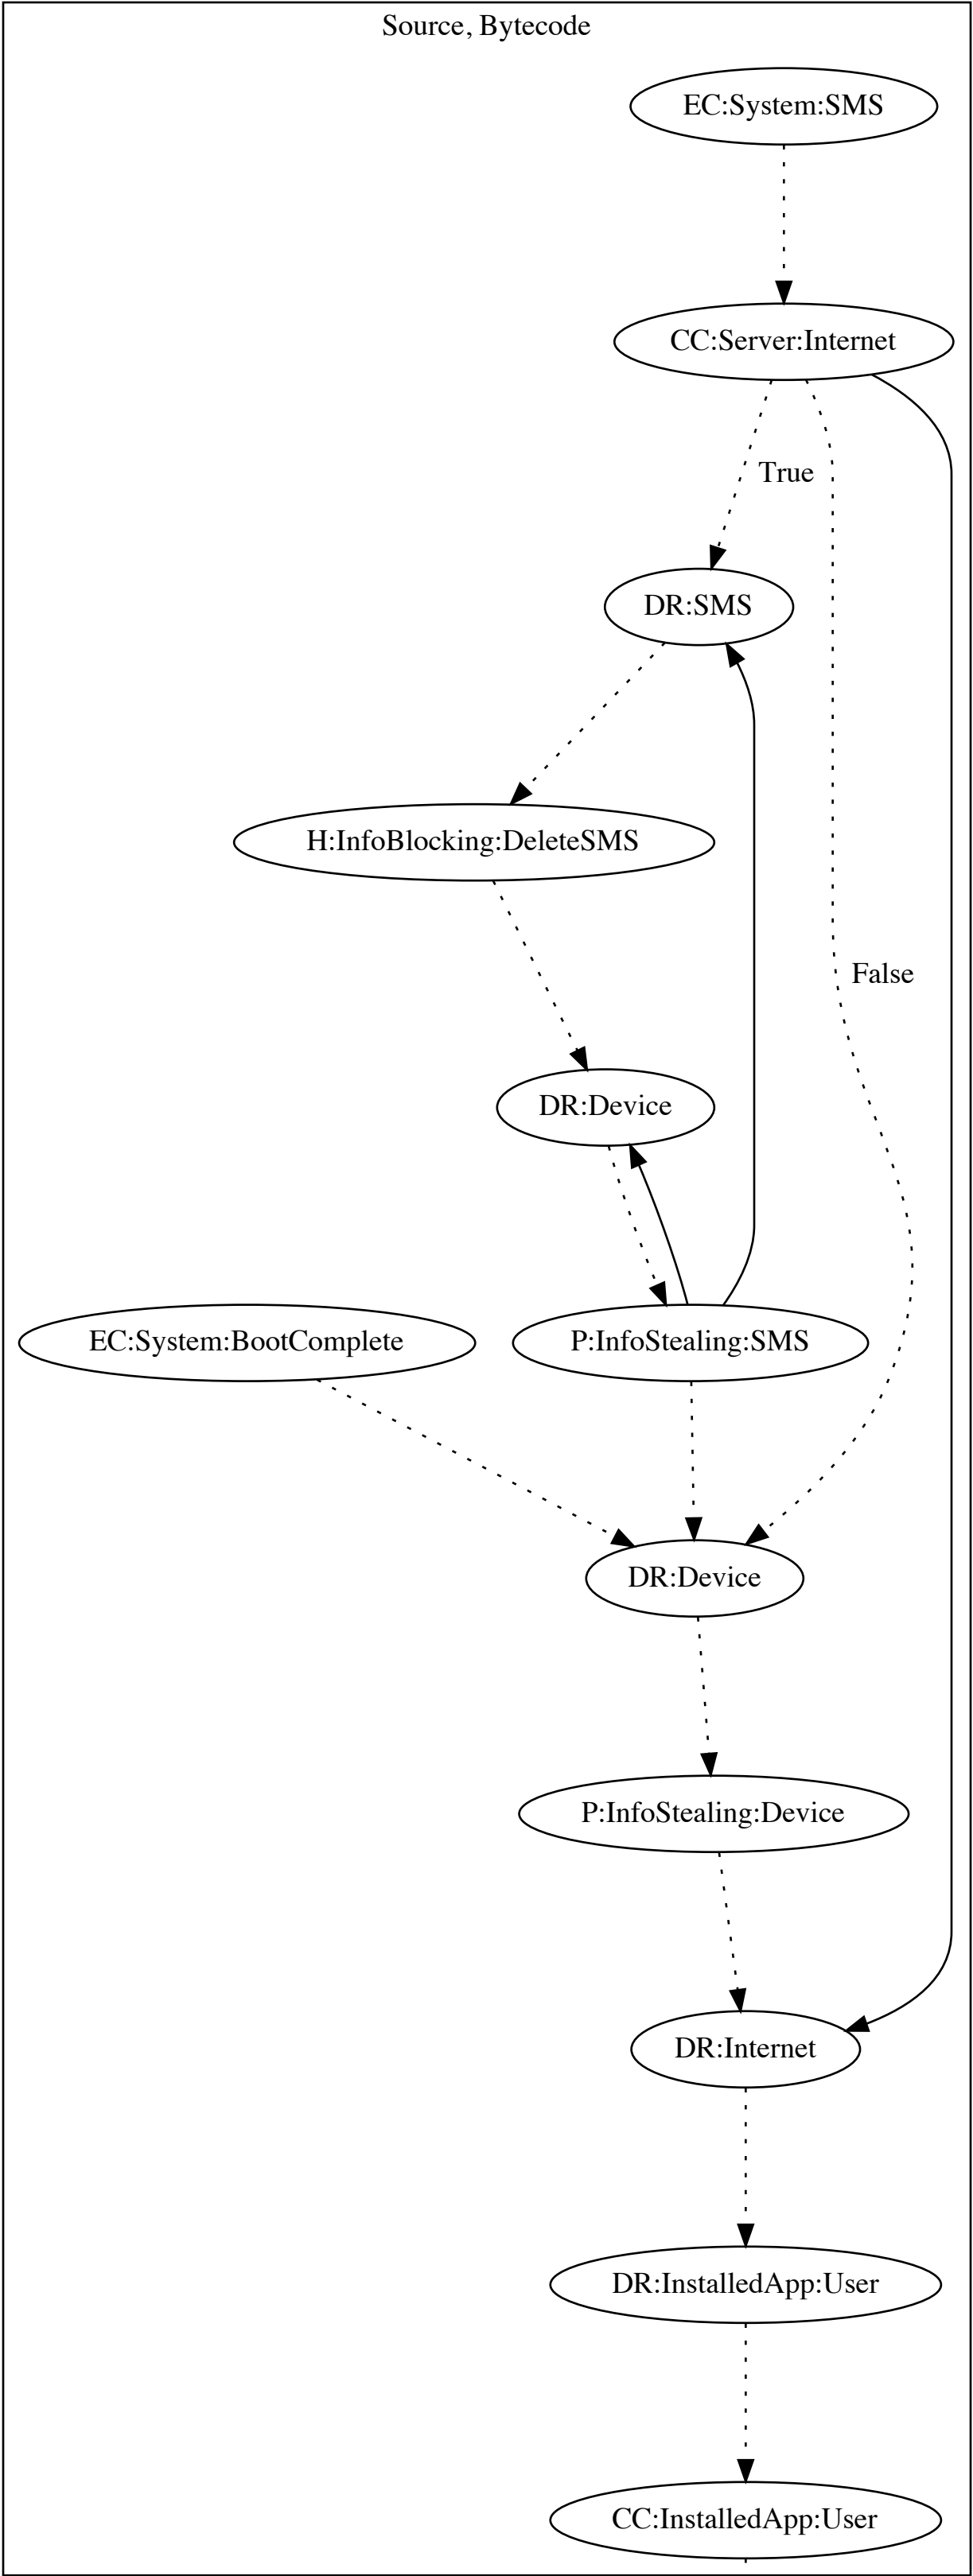 Source, Bytecode
EC:System:SMS
CC:Server:Internet
True
DR:SMS
H:InfoBlocking:DeleteSMS
False
DR:Device
EC:System:BootComplete
P:InfoStealing:SMS
DR:Device
P:InfoStealing:Device
DR:Internet
DR:InstalledApp:User
CC:InstalledApp:User